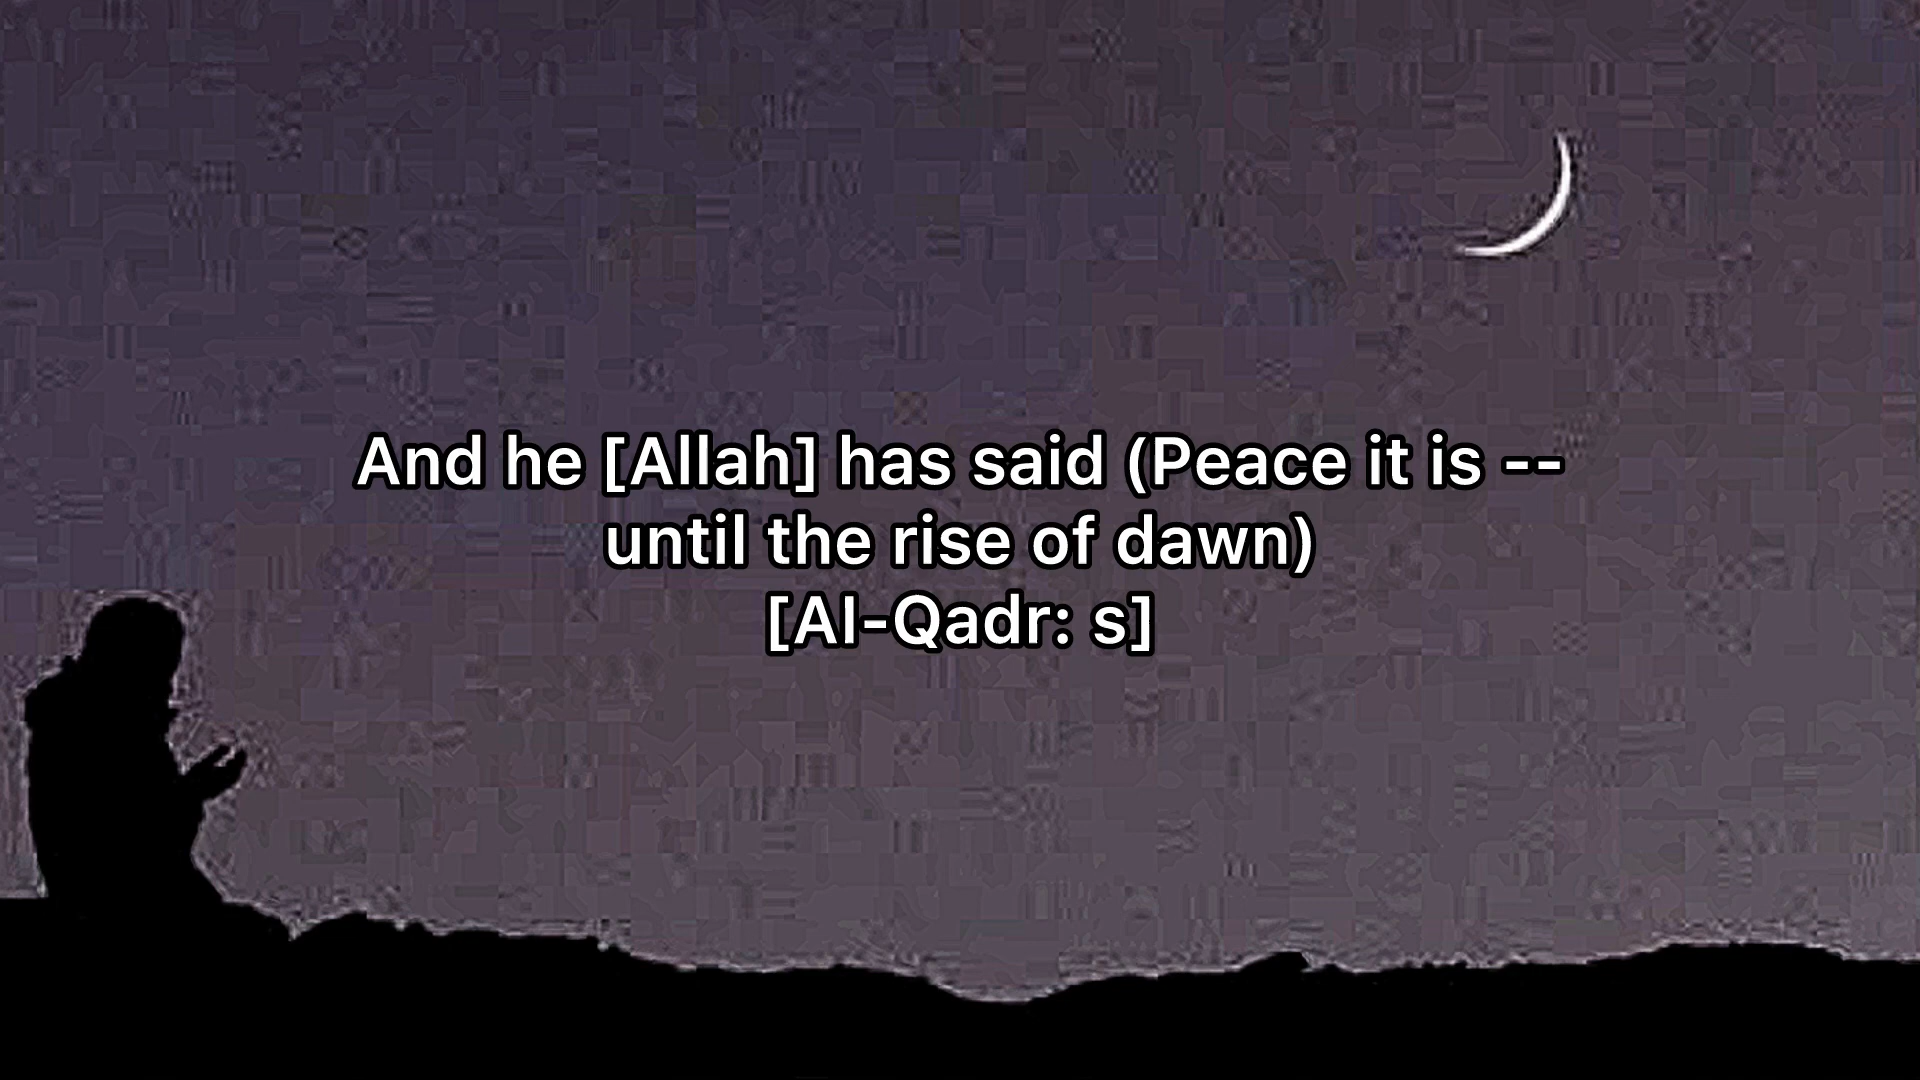 And he [Allah] has said (Peace it is --
until the rise of dawn)
[Al-Qadr: s]